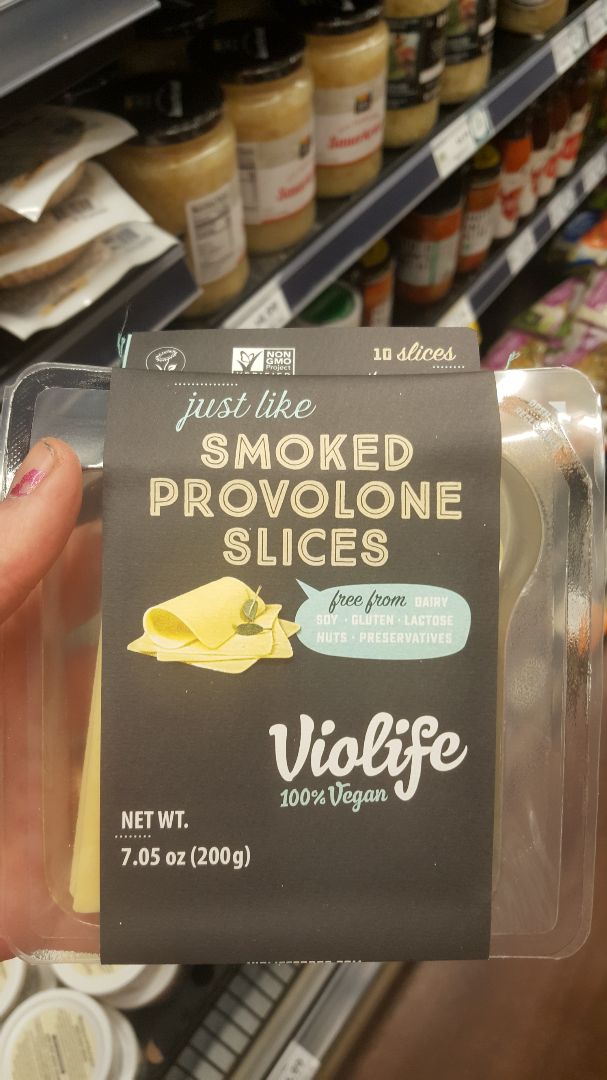 NON
GMO
Project
VERIFIED
10 slices
just like
SMOKED
PROVOLONE
SLICES
free from DAIRY
SOY · GLUTEN · LACTOSE
NUTS · PRESERVATIVES
Violife
100% Vegan
NET WT.
7.05 oz (200g)